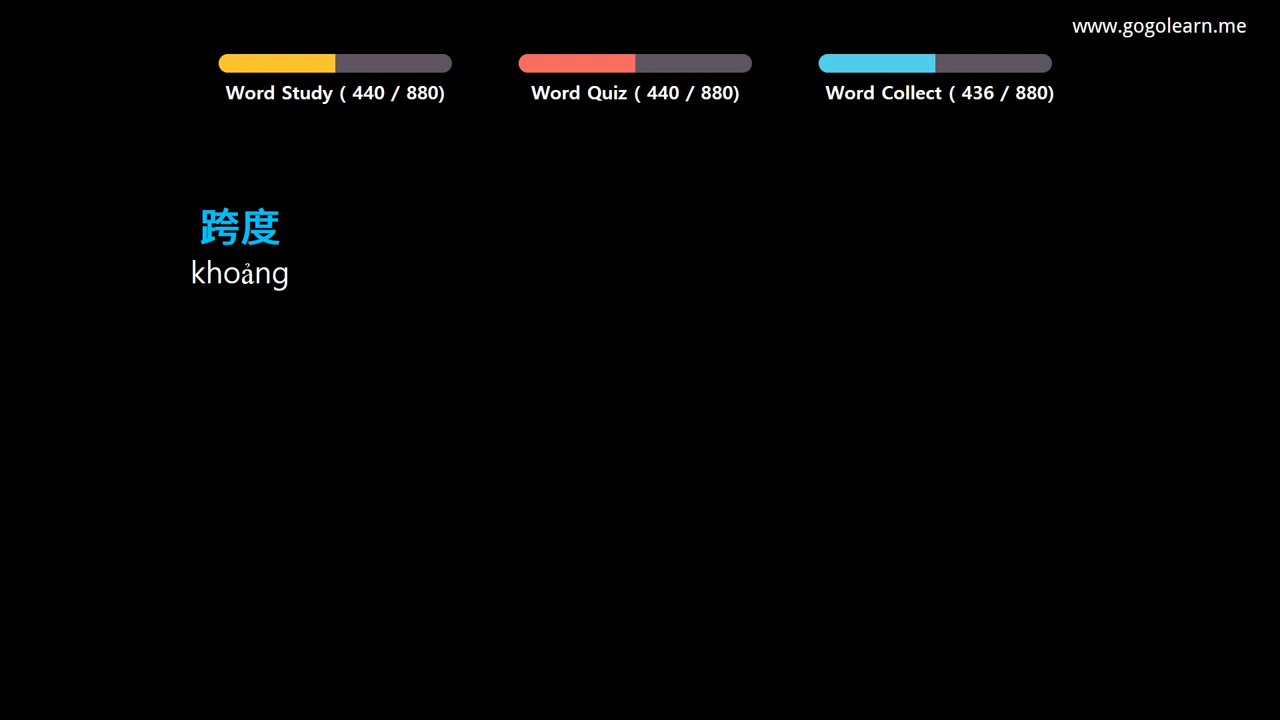 www.gogolearn.me
Word Study ( 440 / 880)
Word Quiz ( 440 / 880)
Word Collect ( 436 / 880)
跨度
khoảng